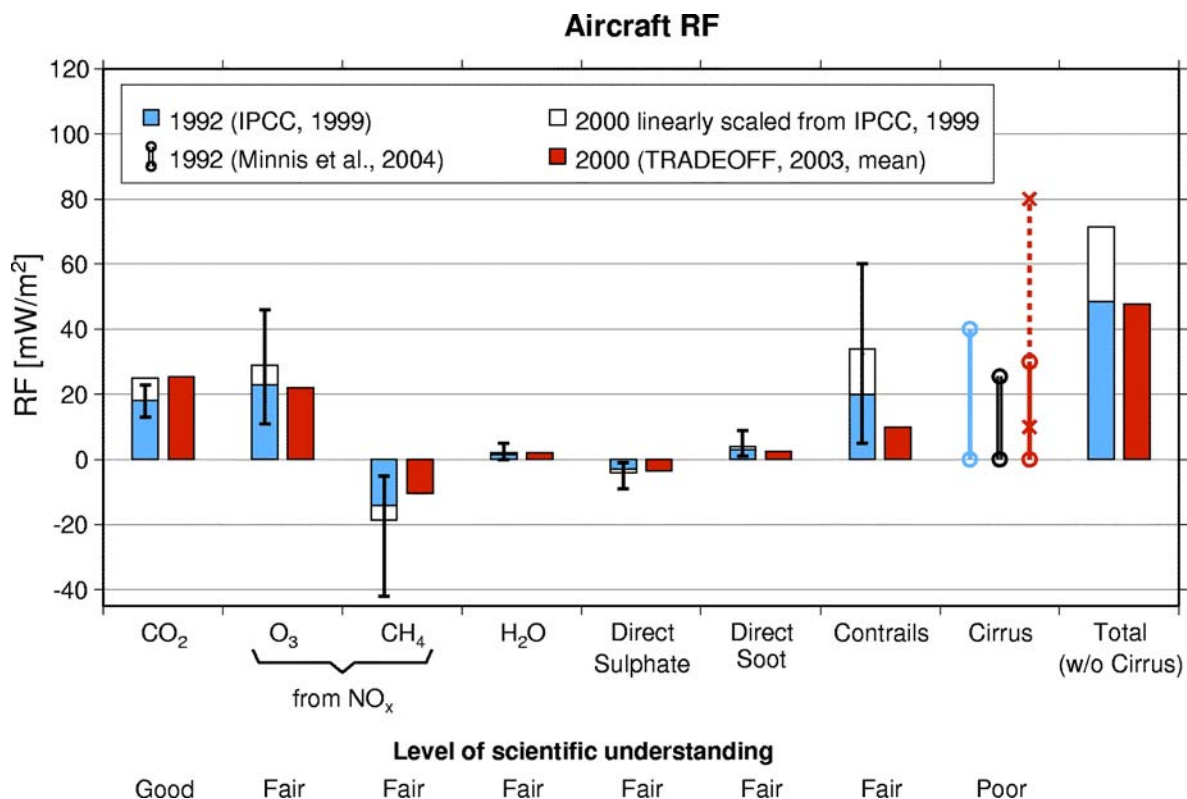 Aircraft RF
120
100
80
60
40
20
0
-20
-40
RF [mW/m²]
1992 (IPCC, 1999)
1992 (Minnis et al., 2004)
2000 linearly scaled from IPCC, 1999
2000 (TRADEOFF, 2003, mean)
CO₂ O₃ CH₄ H₂O Direct Sulphate Direct Soot Contrails Cirrus Total (w/o Cirrus)
from NOₓ
Level of scientific understanding
Good Fair Fair Fair Fair Fair Fair Poor